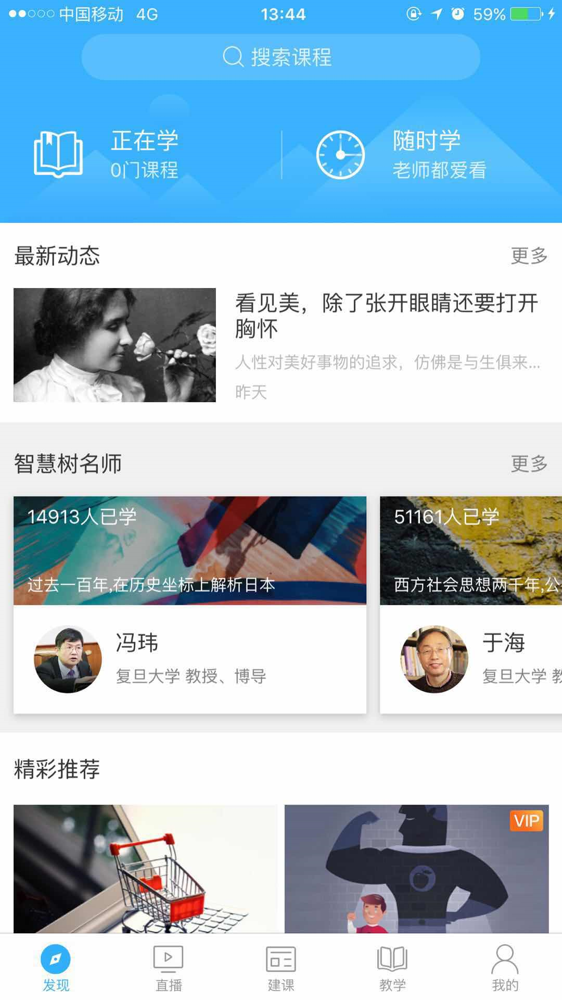 中国移动 4G 13:44 59%
搜索课程
正在学
0门课程
随时学
老师都爱看
最新动态 更多
看见美，除了张开眼睛还要打开
胸怀
人性对美好事物的追求，仿佛是与生俱来...
昨天
智慧树名师 更多
14913人已学
过去一百年,在历史坐标上解析日本
冯玮
复旦大学 教授、博导
51161人已学
西方社会思想两千年,公
于海
复旦大学 教
精彩推荐
VIP
发现 直播 建课 教学 我的